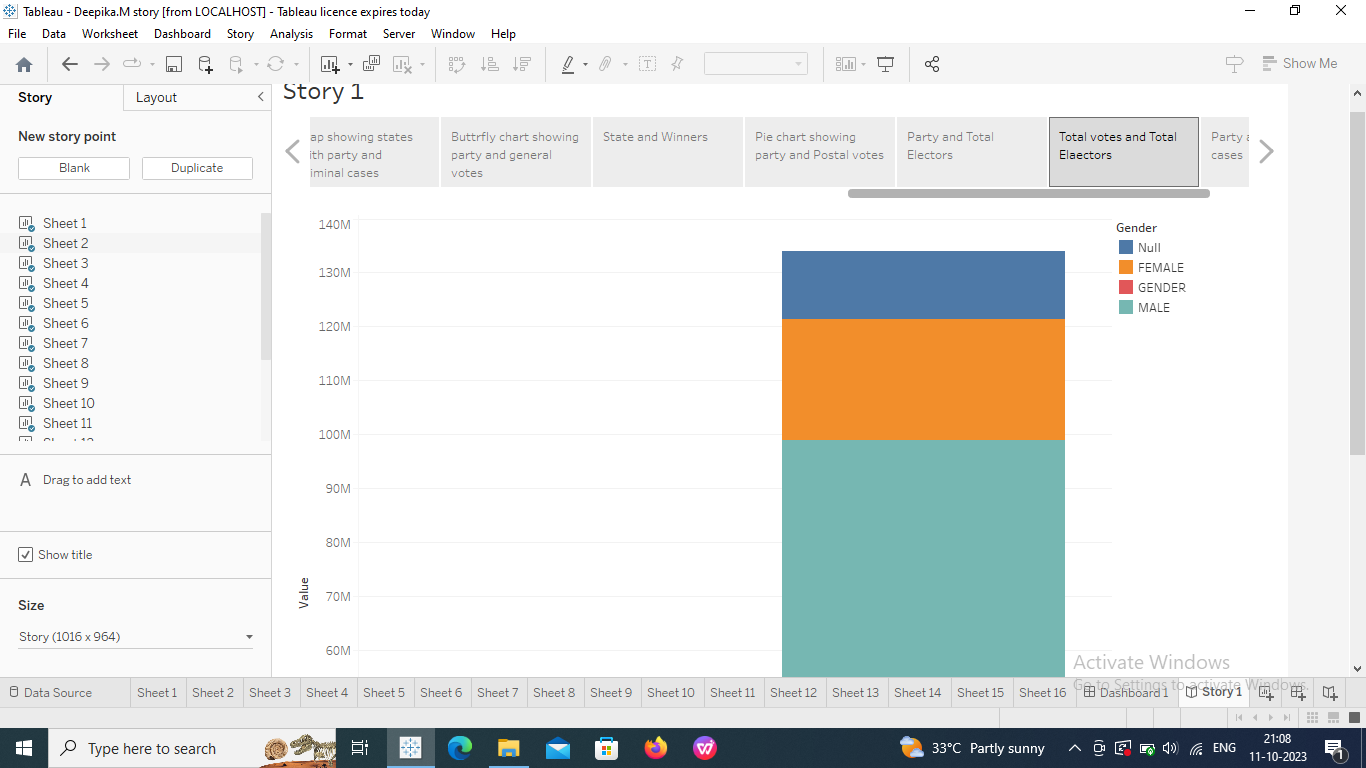 Tableau - Deepika.M story [from LOCALHOST] - Tableau licence expires today
File Data Worksheet Dashboard Story Analysis Format Server Window Help
Show Me
Story Layout
New story point
Blank Duplicate
Sheet 1
Sheet 2
Sheet 3
Sheet 4
Sheet 5
Sheet 6
Sheet 7
Sheet 8
Sheet 9
Sheet 10
Sheet 11
A Drag to add text
Show title
Size
Story (1016 x 964)
Story 1
ap showing states
ith party and
iminal cases
Buttrfly chart showing
party and general
votes
State and Winners
Pie chart showing
party and Postal votes
Party and Total
Electors
Total votes and Total
Elaectors
Party
cases
140M
130M
120M
110M
100M
90M
80M
70M
60M
Value
Gender
Null
FEMALE
GENDER
MALE
Activate Windows
Go to Settings to activate Windows.
Data Source Sheet 1 Sheet 2 Sheet 3 Sheet 4 Sheet 5 Sheet 6 Sheet 7 Sheet 8 Sheet 9 Sheet 10 Sheet 11 Sheet 12 Sheet 13 Sheet 14 Sheet 15 Sheet 16 Dashboard 1 Story 1
Type here to search
33°C Partly sunny
ENG
21:08
11-10-2023
1